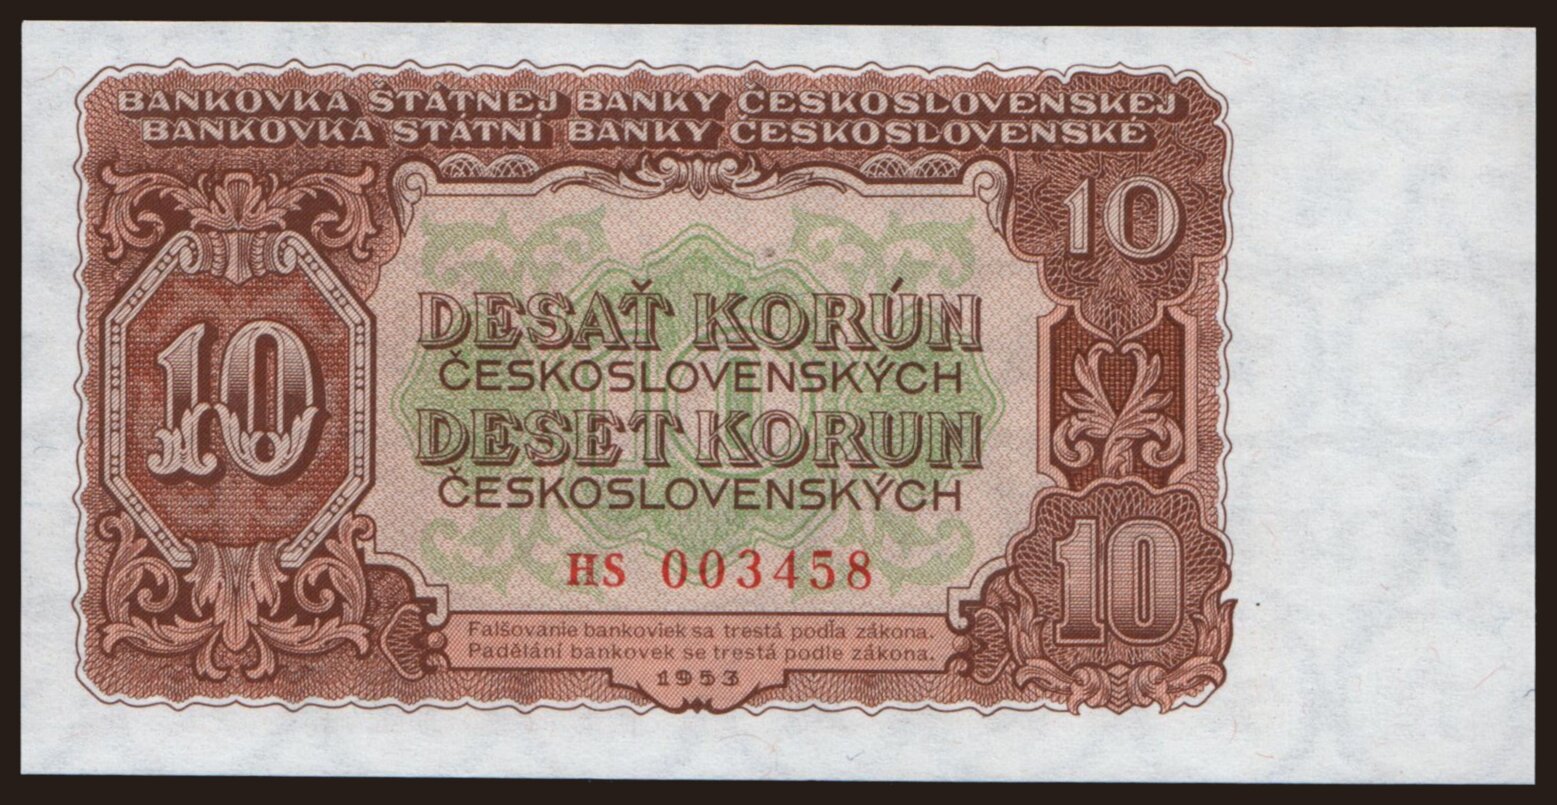 BANKOVKA ŠTÁTNEJ BANKY ČESKOSLOVENSKEJ
BANKOVKA STÁTNÍ BANKY ČESKOSLOVENSKÉ
10
10
DESAŤ KORÚN
ČESKOSLOVENSKÝCH
DESET KORUN
ČESKOSLOVENSKÝCH
10
HS 003458
10
Falšovanie bankoviek sa trestá podľa zákona.
Padělání bankovek se trestá podle zákona.
1953